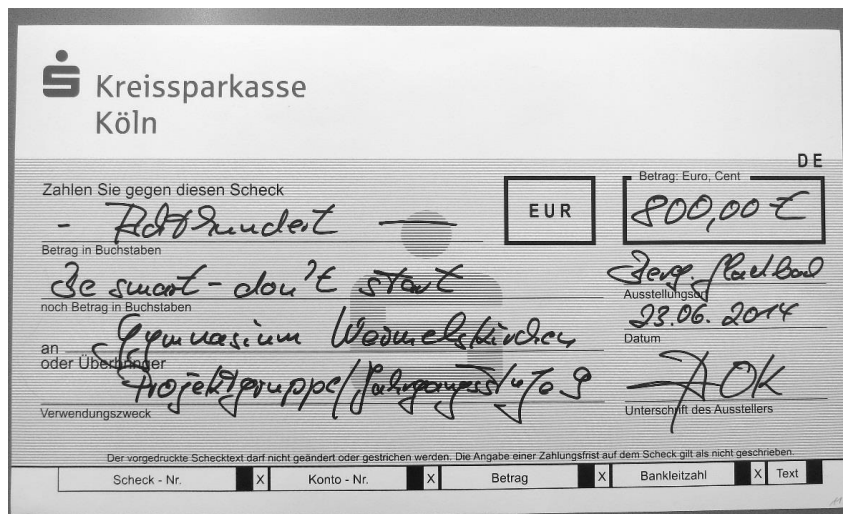 Kreissparkasse
Köln
DE
Zahlen Sie gegen diesen Scheck
Betrag: Euro, Cent
- Achthundert -
EUR
800,00 €
Betrag in Buchstaben
Be smart - don't start
Berg. Gladbach
noch Betrag in Buchstaben
Ausstellungsort
23.06.2014
an Gymnasium Wermelskirchen
Datum
oder Überbringer
Projektgruppe/Jahrgangsstufe 9
AOK
Verwendungszweck
Unterschrift des Ausstellers
Der vorgedruckte Schecktext darf nicht geändert oder gestrichen werden. Die Angabe einer Zahlungsfrist auf dem Scheck gilt als nicht geschrieben.
Scheck - Nr. X Konto - Nr. X Betrag X Bankleitzahl X Text